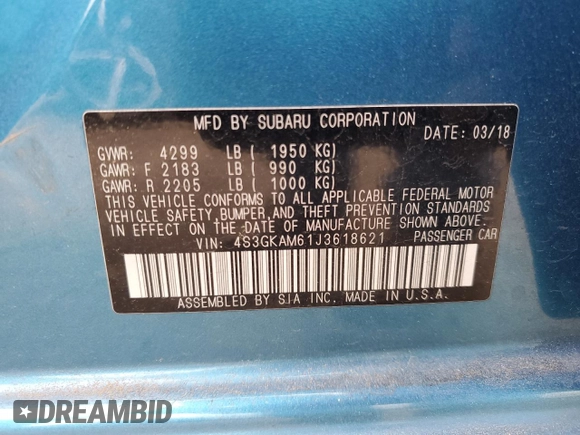 MFD BY SUBARU CORPORATION
DATE: 03/18
GVWR: 4299 LB ( 1950 KG)
GAWR: F 2183 LB ( 990 KG)
GAWR: R 2205 LB ( 1000 KG)
THIS VEHICLE CONFORMS TO ALL APPLICABLE FEDERAL MOTOR
VEHICLE SAFETY, BUMPER, AND THEFT PREVENTION STANDARDS
IN EFFECT ON THE DATE OF MANUFACTURE SHOWN ABOVE.
VIN: 4S3GKAM61J3618621 PASSENGER CAR
ASSEMBLED BY SIA INC. MADE IN U.S.A.
DREAMBID